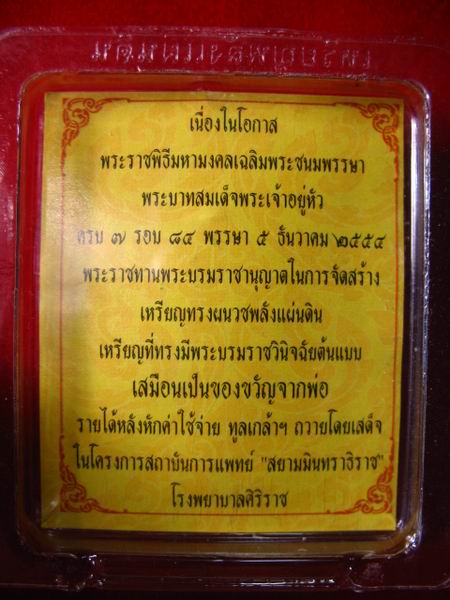 เนื่องในโอกาส
พระราชพิธีมหามงคลเฉลิมพระชนมพรรษา
พระบาทสมเด็จพระเจ้าอยู่หัว
ครบ ๗ รอบ ๘๔ พรรษา ๕ ธันวาคม ๒๕๕๔
พระราชทานพระบรมราชานุญาตในการจัดสร้าง
เหรียญทรงผนวชพลังแผ่นดิน
เหรียญที่ทรงมีพระบรมราชวินิจฉัยต้นแบบ
เสมือนเป็นของขวัญจากพ่อ
รายได้หลังหักค่าใช้จ่าย ทูลเกล้าฯ ถวายโดยเสด็จ
ในโครงการสถาบันการแพทย์ "สยามมินทราธิราช"
โรงพยาบาลศิริราช